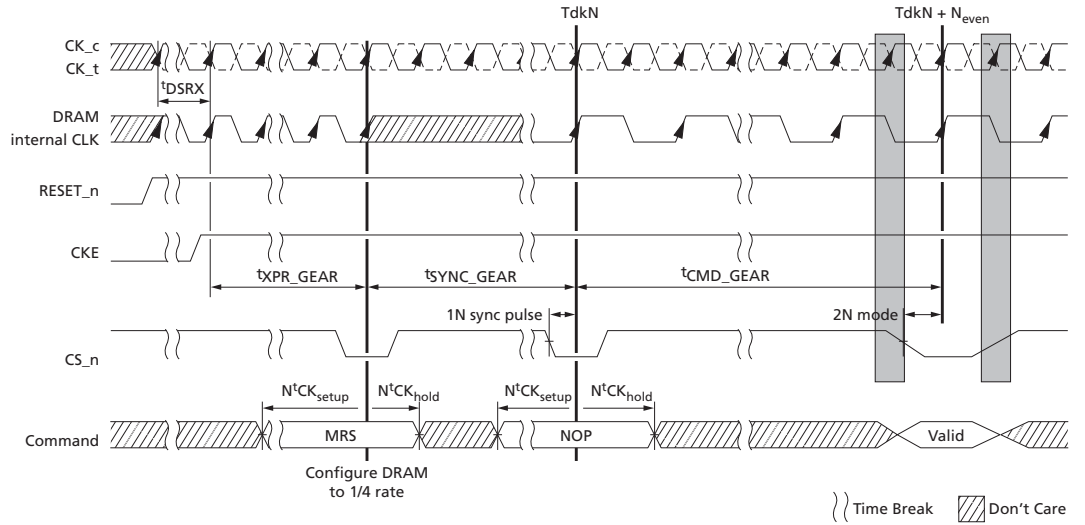 TdkN
TdkN + Neven
CK_c
CK_t
tDSRX
DRAM
internal CLK
RESET_n
CKE
tXPR_GEAR
tSYNC_GEAR
tCMD_GEAR
1N sync pulse
2N mode
CS_n
NtCKsetup
NtCKhold
NtCKsetup
NtCKhold
Command
MRS
NOP
Valid
Configure DRAM
to 1/4 rate
Time Break
Don't Care